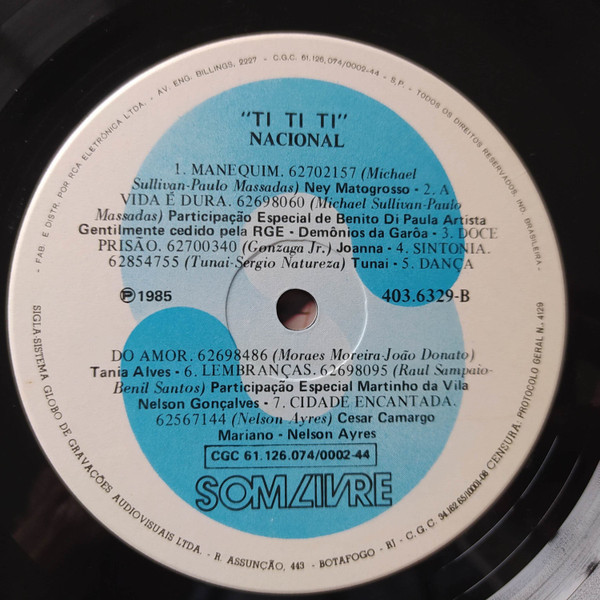 - FAB. E DISTR. POR RCA ELETRÔNICA LTDA. - AV. ENG. BILLINGS, 2227 - C.G.C. 61.126.074/0002-44 - S.P. - TODOS OS DIREITOS RESERVADOS. IND. BRASILEIRA -
"TI TI TI"
NACIONAL
1. MANEQUIM. 62702157 (Michael
Sullivan-Paulo Massadas) Ney Matogrosso - 2. A
VIDA É DURA. 62698060 (Michael Sullivan-Paulo
Massadas) Participação Especial de Benito Di Paula Artista
Gentilmente cedido pela RGE - Demônios da Garôa - 3. DOCE
PRISÃO. 62700340 (Gonzaga Jr.) Joanna - 4. SINTONIA.
62854755 (Tunai-Sérgio Natureza) Tunai - 5. DANÇA
Ⓟ 1985
403.6329-B
DO AMOR. 62698486 (Moraes Moreira-João Donato)
Tania Alves - 6. LEMBRANÇAS. 62698095 (Raul Sampaio-
Benil Santos) Participação Especial Martinho da Vila
Nelson Gonçalves - 7. CIDADE ENCANTADA.
62567144 (Nelson Ayres) Cesar Camargo
Mariano - Nelson Ayres
CGC 61.126.074/0002-44
SOM LIVRE
SIGLA-SISTEMA GLOBO DE GRAVAÇÕES AUDIOVISUAIS LTDA. - R. ASSUNÇÃO, 443 - BOTAFOGO - RJ - C.G.C. 34.162.651/0001-06 CENSURA: PROTOCOLO GERAL N.o 4129